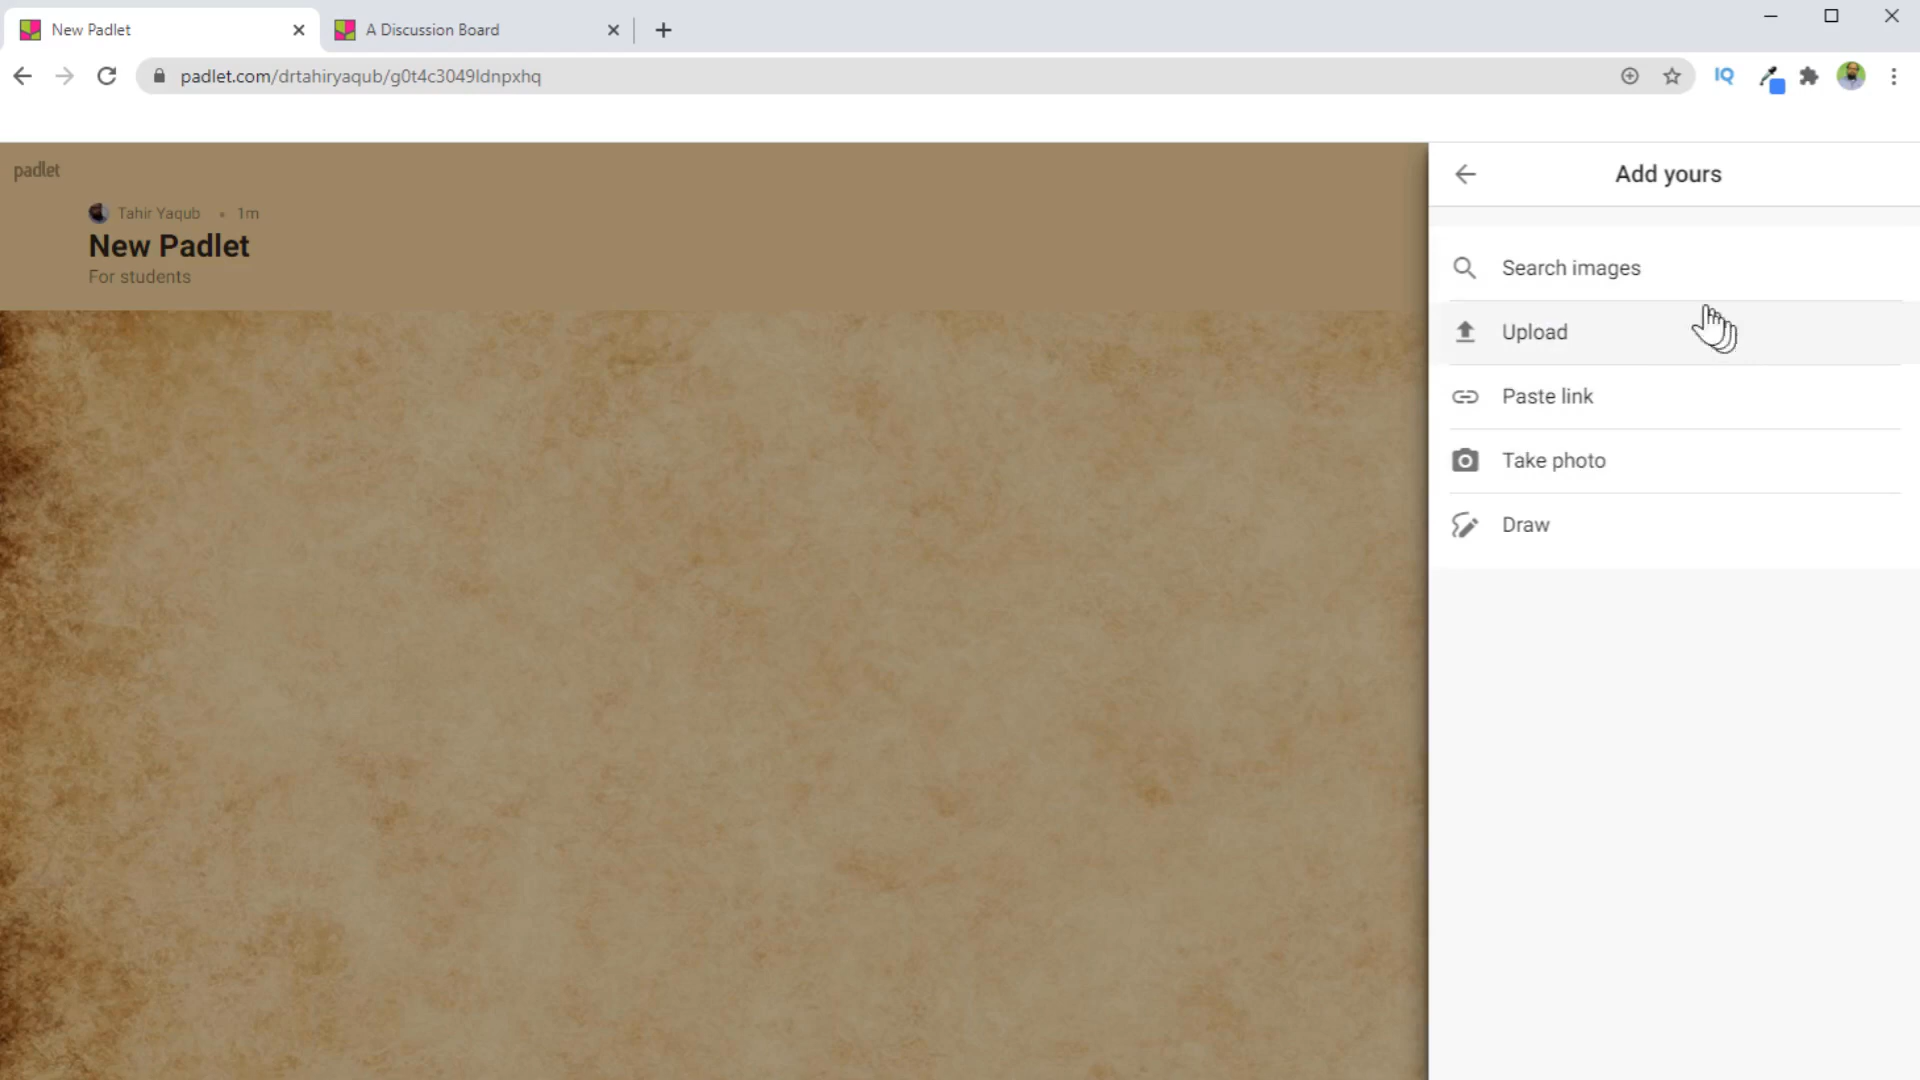 New Padlet
A Discussion Board
padlet.com/drtahiryaqub/g0t4c3049ldnpxhq
IQ
padlet
Tahir Yaqub • 1m
New Padlet
For students
Add yours
Search images
Upload
Paste link
Take photo
Draw